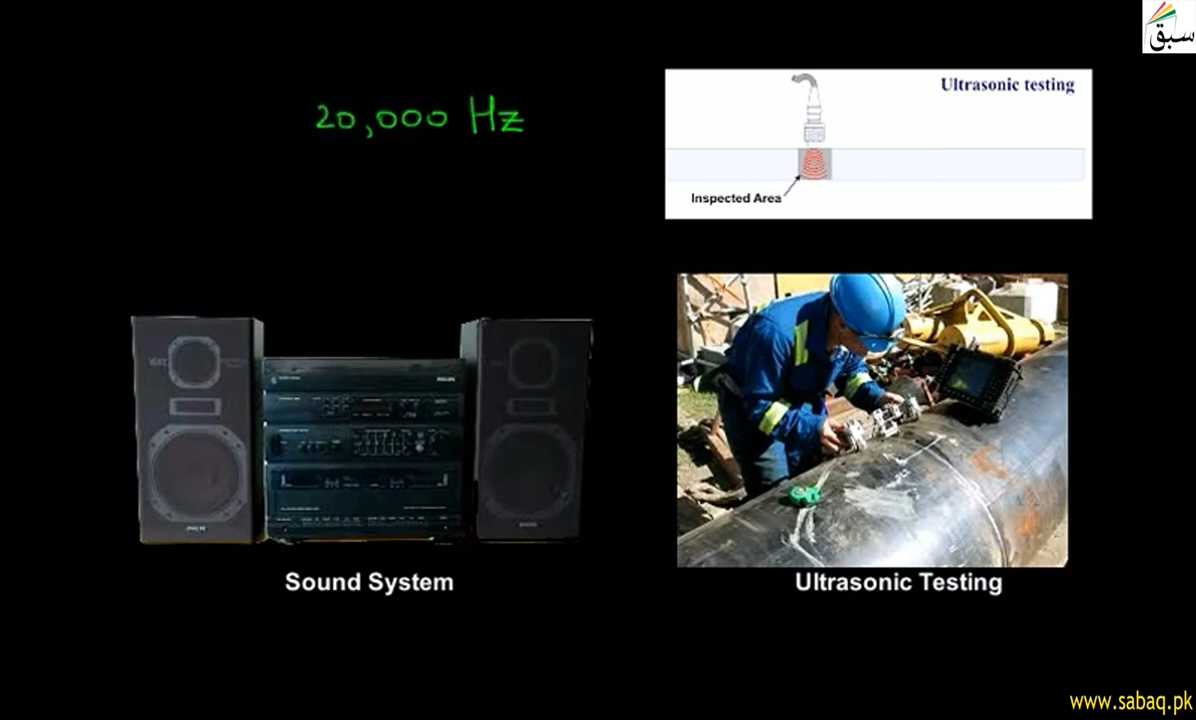 سبق
20,000 Hz
Ultrasonic testing
Inspected Area
Sound System
Ultrasonic Testing
www.sabaq.pk